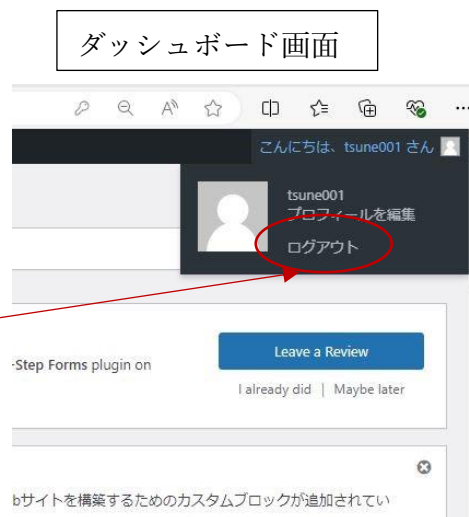 ダッシュボード画面
こんにちは、tsune001 さん
tsune001
プロフィールを編集
ログアウト
-Step Forms plugin on
Leave a Review
I already did | Maybe later
bサイトを構築するためのカスタムブロックが追加されてい